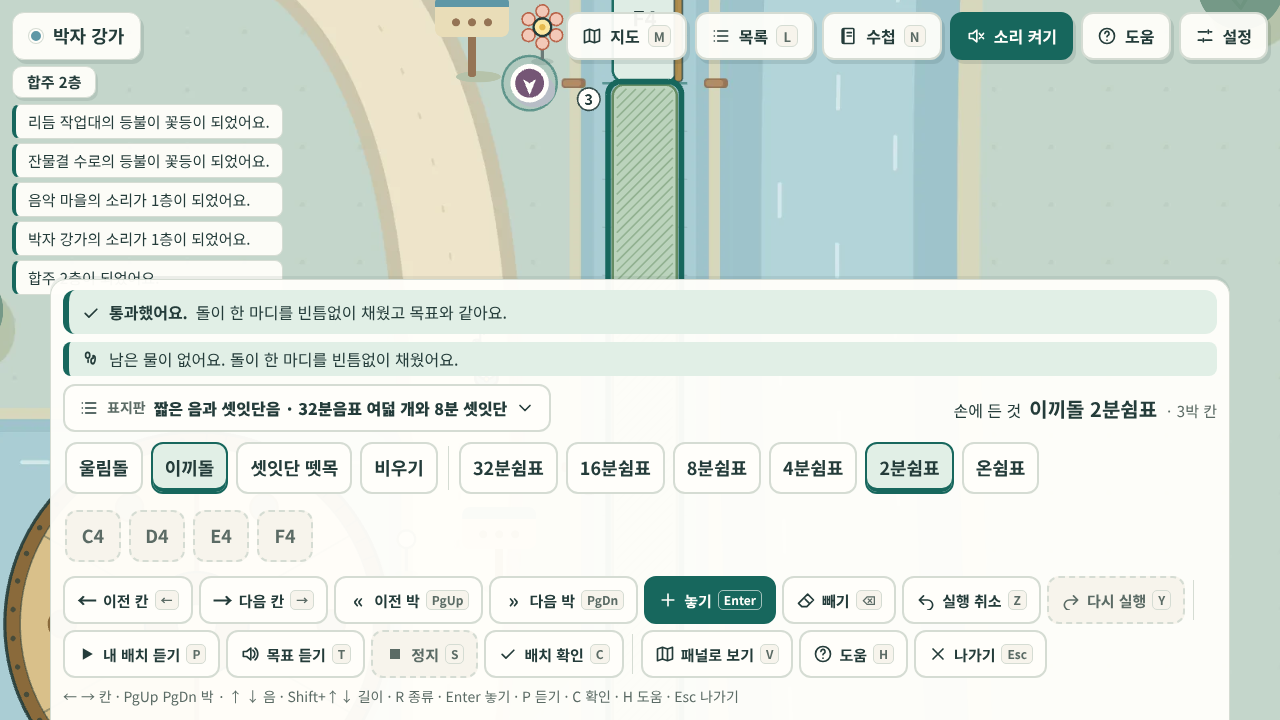 박자 강가
지도 M
목록 L
수첩 N
소리 켜기
도움
설정
합주 2층
리듬 작업대의 등불이 꽃등이 되었어요.
잔물결 수로의 등불이 꽃등이 되었어요.
음악 마을의 소리가 1층이 되었어요.
박자 강가의 소리가 1층이 되었어요.
합주 2층이 되었어요.
3
통과했어요. 돌이 한 마디를 빈틈없이 채웠고 목표와 같아요.
남은 물이 없어요. 돌이 한 마디를 빈틈없이 채웠어요.
표지판 짧은 음과 셋잇단음 · 32분음표 여덟 개와 8분 셋잇단
손에 든 것 이끼돌 2분쉼표 · 3박 칸
울림돌 이끼돌 셋잇단 뗏목 비우기 32분쉼표 16분쉼표 8분쉼표 4분쉼표 2분쉼표 온쉼표
C4 D4 E4 F4
← 이전 칸 ← → 다음 칸 → « 이전 박 PgUp » 다음 박 PgDn + 놓기 Enter 빼기 ⌫ 실행 취소 Z 다시 실행 Y
내 배치 듣기 P 목표 듣기 T 정지 S 배치 확인 C 패널로 보기 V 도움 H 나가기 Esc
← → 칸 · PgUp PgDn 박 · ↑ ↓ 음 · Shift+↑↓ 길이 · R 종류 · Enter 놓기 · P 듣기 · C 확인 · H 도움 · Esc 나가기